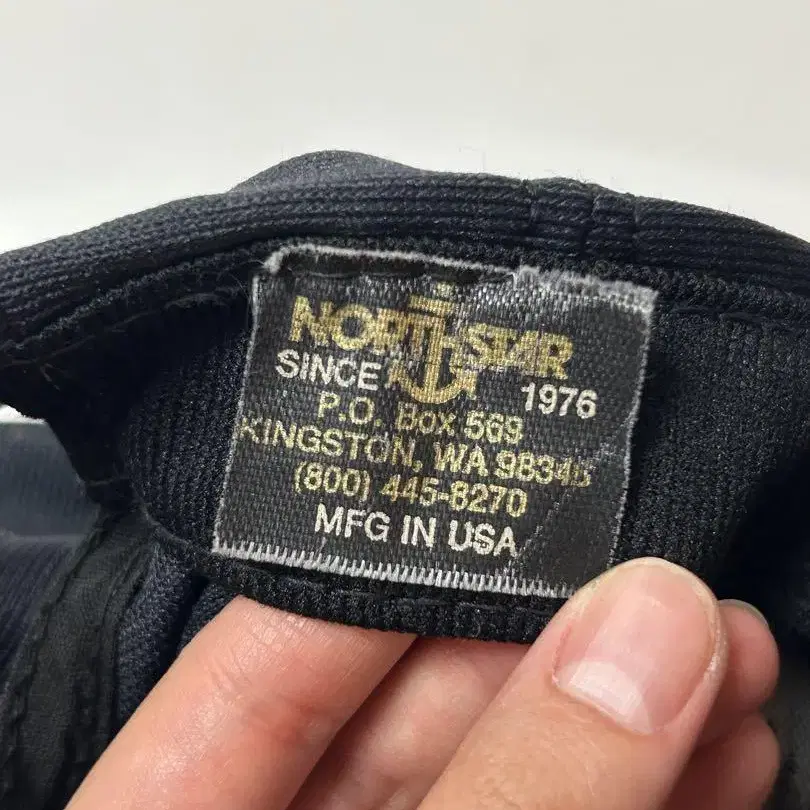 NORTHSTAR
SINCE 1976
P.O. Box 569
KINGSTON, WA 98346
(800) 445-8270
MFG IN USA